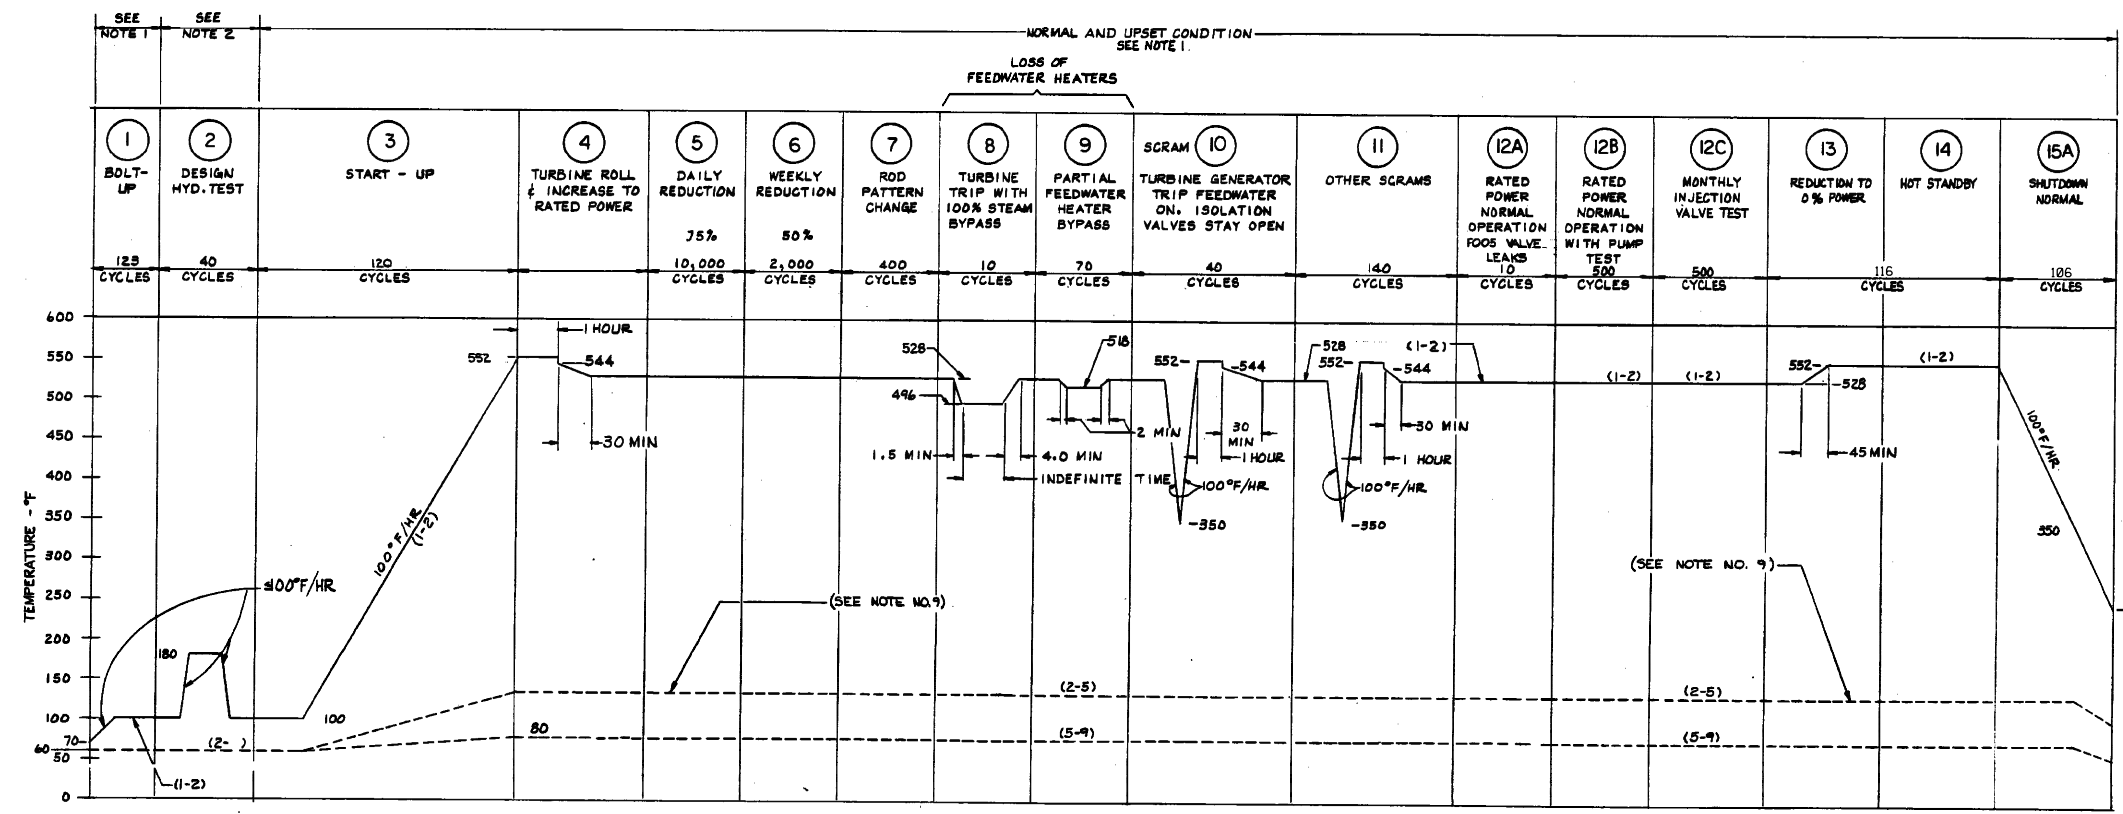 SEE
NOTE 1
SEE
NOTE 2
NORMAL AND UPSET CONDITION
SEE NOTE 1.
LOSS OF
FEEDWATER HEATERS
1
BOLT-
UP
123
CYCLES
2
DESIGN
HYD. TEST
40
CYCLES
3
START - UP
120
CYCLES
4
TURBINE ROLL
& INCREASE TO
RATED POWER
5
DAILY
REDUCTION
75%
10,000
CYCLES
6
WEEKLY
REDUCTION
50%
2,000
CYCLES
7
ROD
PATTERN
CHANGE
400
CYCLES
8
TURBINE
TRIP WITH
100% STEAM
BYPASS
10
CYCLES
9
PARTIAL
FEEDWATER
HEATER
BYPASS
70
CYCLES
SCRAM 10
TURBINE GENERATOR
TRIP FEEDWATER
ON. ISOLATION
VALVES STAY OPEN
40
CYCLES
11
OTHER SCRAMS
140
CYCLES
12A
RATED
POWER
NORMAL
OPERATION
F005 VALVE
LEAKS
10
CYCLES
12B
RATED
POWER
NORMAL
OPERATION
WITH PUMP
TEST
500
CYCLES
12C
MONTHLY
INJECTION
VALVE TEST
500
CYCLES
13
REDUCTION TO
0% POWER
14
HOT STANDBY
116
CYCLES
15A
SHUTDOWN
NORMAL
106
CYCLES
TEMPERATURE - °F
600
550
500
450
400
350
300
250
200
150
100
70
60
50
0
≤100°F/HR
180
(2- )
(1-2)
100
100°F/HR
(1-2)
552
1 HOUR
544
30 MIN
80
(SEE NOTE NO.9)
528
496
1.5 MIN
4.0 MIN
INDEFINITE TIME
518
2 MIN
(2-5)
(5-9)
552
544
30
MIN
1 HOUR
100°F/HR
350
528
552
544
30 MIN
1 HOUR
100°F/HR
350
(1-2)
(1-2)
(1-2)
(2-5)
(5-9)
552
528
45 MIN
(SEE NOTE NO. 9)
(1-2)
100°F/HR
350